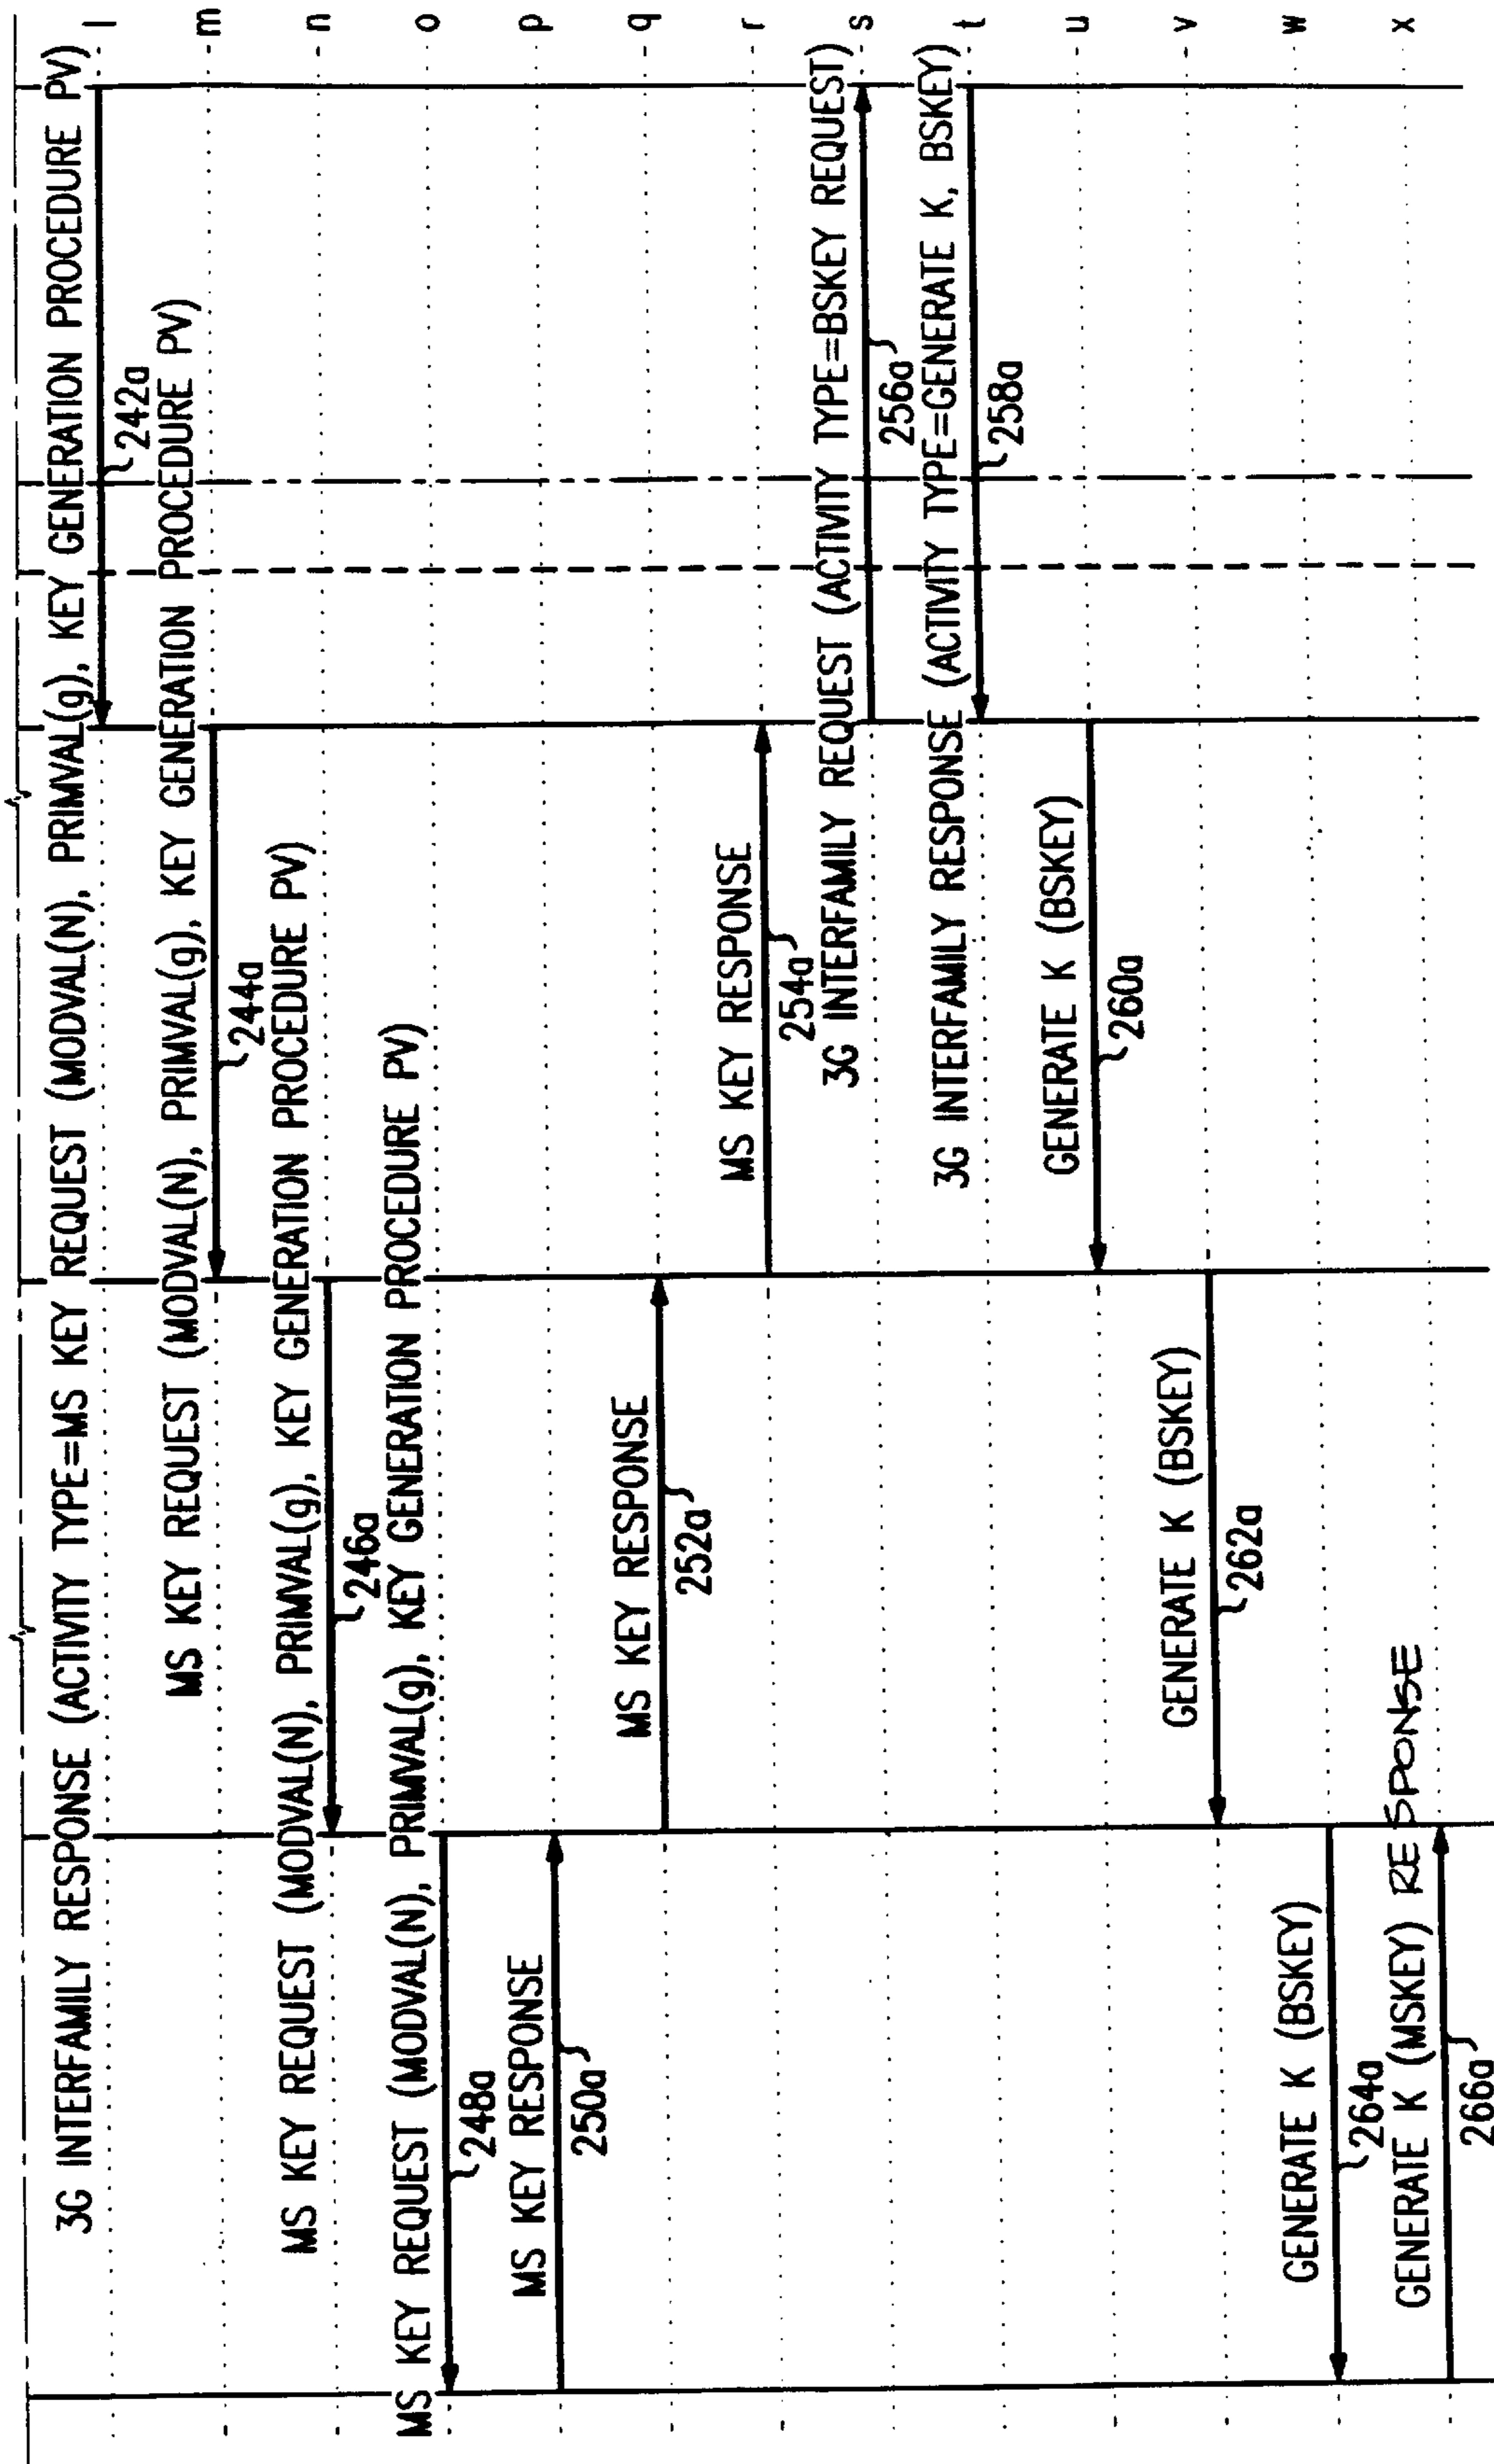 3G INTERFAMILY RESPONSE (ACTIVITY TYPE=MS KEY REQUEST (MODVAL(N), PRIMVAL(g), KEY GENERATION PROCEDURE PV)
l
242a
MS KEY REQUEST (MODVAL(N), PRIMVAL(g), KEY GENERATION PROCEDURE PV)
m
244a
MS KEY REQUEST (MODVAL(N), PRIMVAL(g), KEY GENERATION PROCEDURE PV)
n
246a
MS KEY REQUEST (MODVAL(N), PRIMVAL(g), KEY GENERATION PROCEDURE PV)
o
248a
MS KEY RESPONSE
p
250a
MS KEY RESPONSE
q
252a
MS KEY RESPONSE
r
254a
3G INTERFAMILY REQUEST (ACTIVITY TYPE=BSKEY REQUEST)
s
256a
3G INTERFAMILY RESPONSE (ACTIVITY TYPE=GENERATE K, BSKEY)
t
258a
GENERATE K (BSKEY)
u
260a
GENERATE K (BSKEY)
v
262a
GENERATE K (BSKEY)
w
264a
GENERATE K (MSKEY) RESPONSE
x
266a